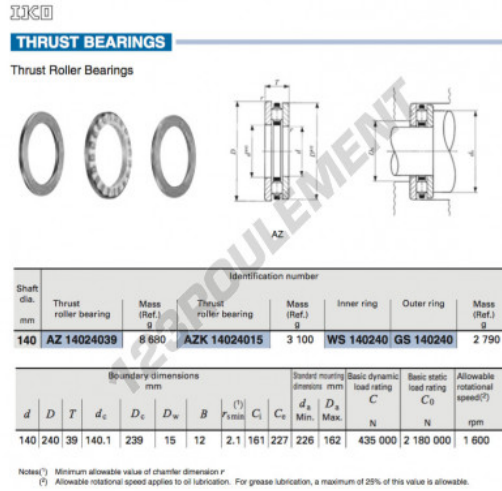 IKO
THRUST BEARINGS
Thrust Roller Bearings
T
r
D
d
AZ
123ROULEMENT
Identification number
Shaft dia. mm
Thrust roller bearing
Mass (Ref.) g
Thrust roller bearing
Mass (Ref.) g
Inner ring
Outer ring
Mass (Ref.) g
140 AZ 14024039 8 680 AZK 14024015 3 100 WS 140240 GS 140240 2 790
Boundary dimensions mm
Standard mounting dimensions mm
Basic dynamic load rating C N
Basic static load rating C0 N
Allowable rotational speed(2) rpm
d D T dc Dc Dw B rs min(1) Ci Ce da Min. Da Max.
140 240 39 140.1 239 15 12 2.1 161 227 226 162 435 000 2 180 000 1 600
Notes(1) Minimum allowable value of chamfer dimension r
(2) Allowable rotational speed applies to oil lubrication. For grease lubrication, a maximum of 25% of this value is allowable.